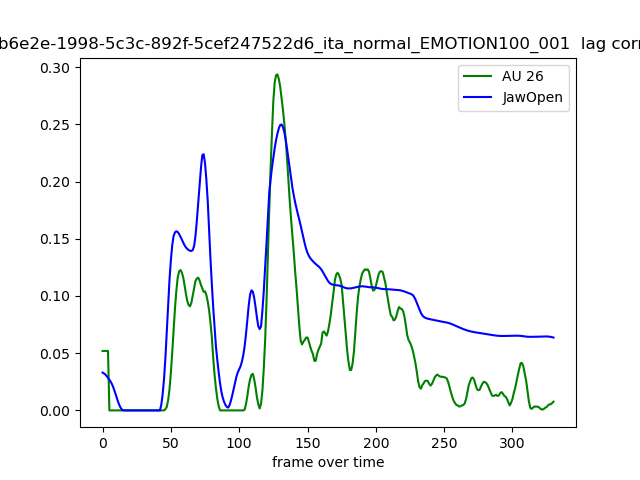 b6e2e-1998-5c3c-892f-5cef247522d6_ita_normal_EMOTION100_001 lag corr
AU 26
JawOpen
0.30
0.25
0.20
0.15
0.10
0.05
0.00
0 50 100 150 200 250 300
frame over time